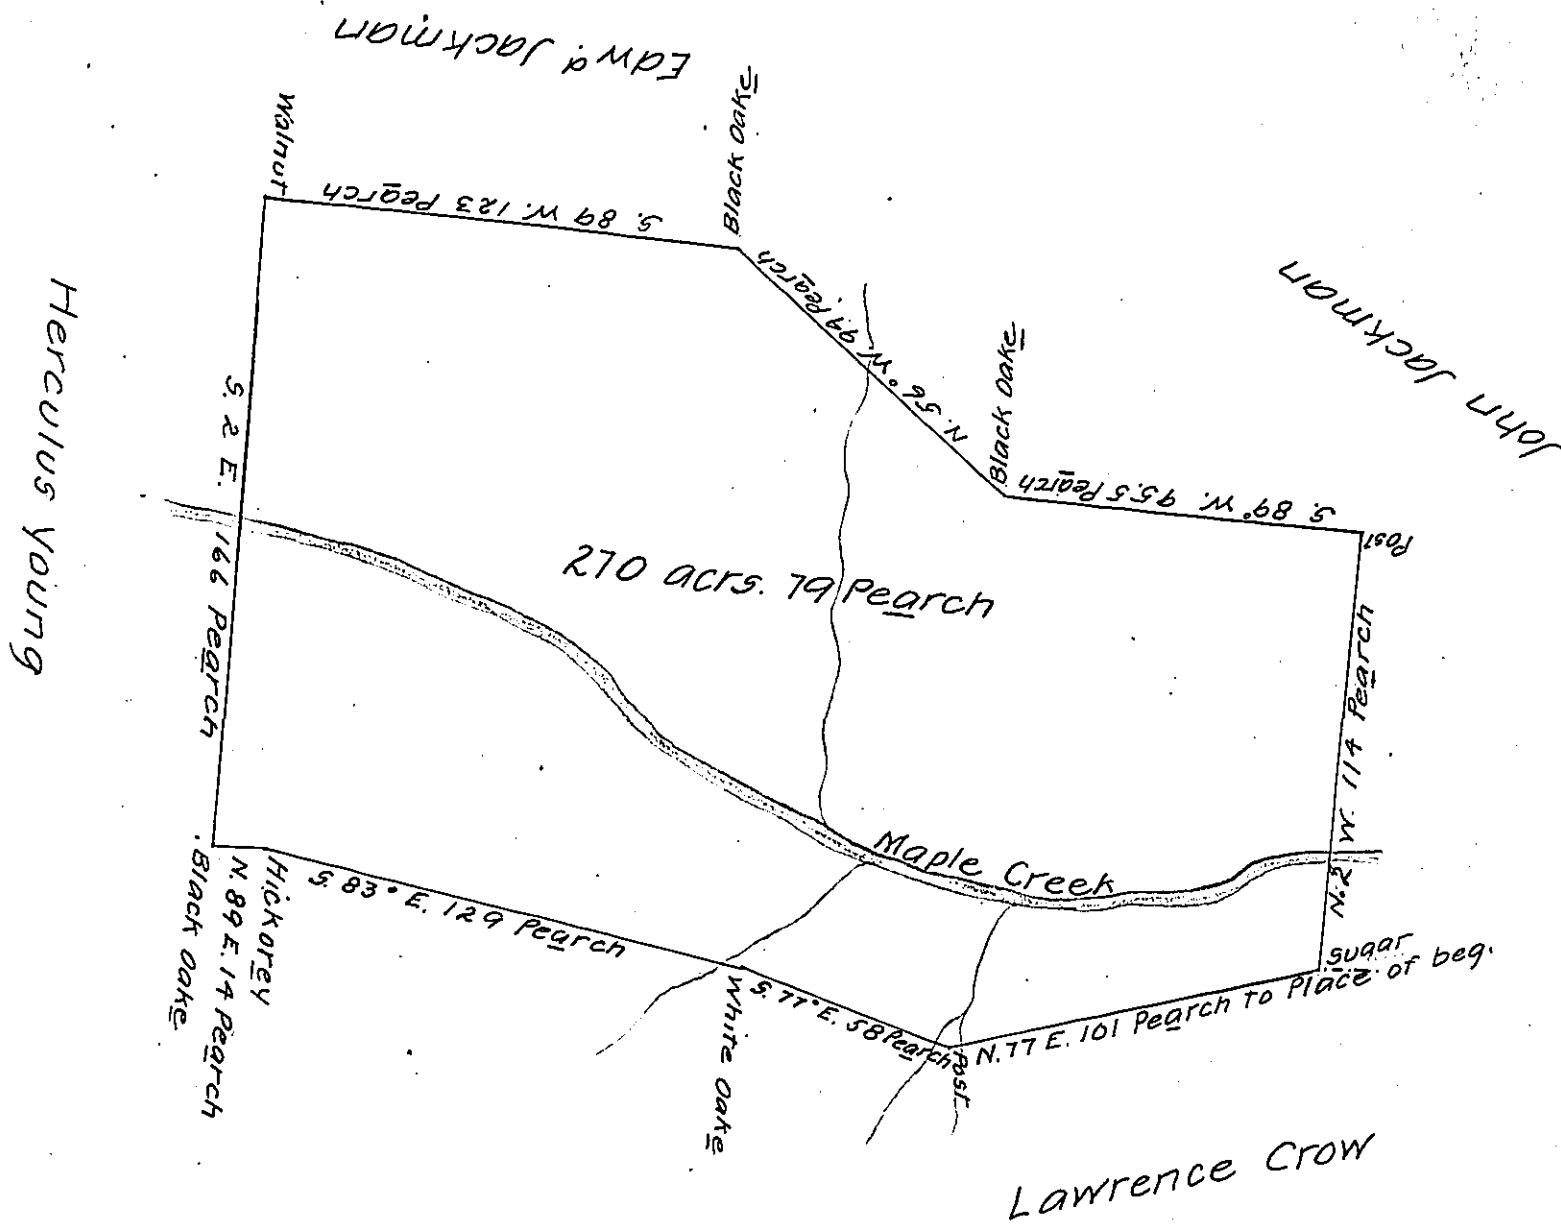 Edwd. Jackman
Walnut
S. 89 W. 123 Pearch
Black Oake
N. 56° W. 99 Pearch
Black Oake
S. 89° W. 95.5 Pearch
Post
John Jackman
Herculus Young
S. 2 E. 166 Pearch
270 acrs. 79 Pearch
N. 2 W. 114 Pearch
Maple Creek
Black Oake
N. 89 E. 14 Pearch
Hickorey
S. 83° E. 129 Pearch
White Oake
S. 77° E. 58 Pearch
Post
N. 77 E. 101 Pearch to Place of beg.
sugar
Lawrence Crow